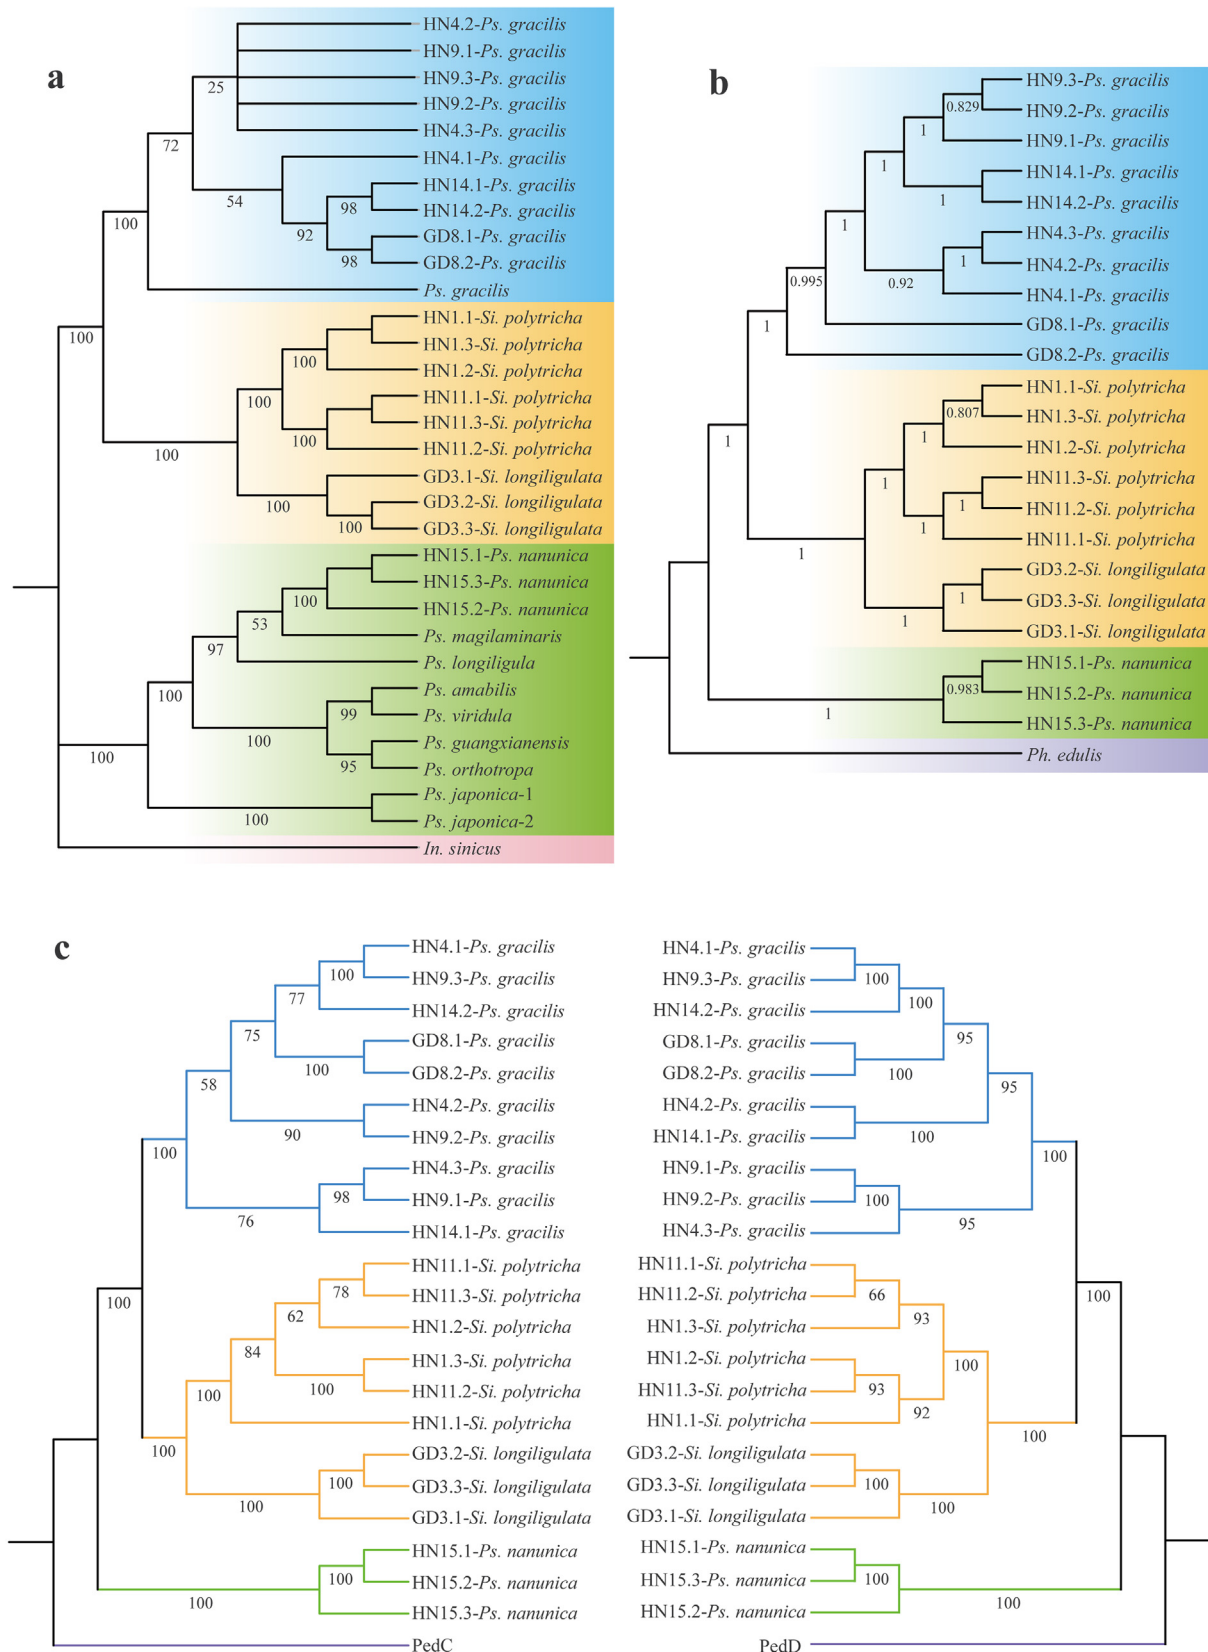 a
HN4.2-Ps. gracilis
HN9.1-Ps. gracilis
HN9.3-Ps. gracilis
25
HN9.2-Ps. gracilis
HN4.3-Ps. gracilis
72
HN4.1-Ps. gracilis
HN14.1-Ps. gracilis
54
98
HN14.2-Ps. gracilis
100
92
GD8.1-Ps. gracilis
98
GD8.2-Ps. gracilis
Ps. gracilis
HN1.1-Si. polytricha
100
HN1.3-Si. polytricha
100
HN1.2-Si. polytricha
100
HN11.1-Si. polytricha
HN11.3-Si. polytricha
100
HN11.2-Si. polytricha
100
GD3.1-Si. longiligulata
100
GD3.2-Si. longiligulata
100
GD3.3-Si. longiligulata
HN15.1-Ps. nanunica
HN15.3-Ps. nanunica
100
HN15.2-Ps. nanunica
53
Ps. magilaminaris
97
Ps. longiligula
100
Ps. amabilis
99
Ps. viridula
100
Ps. guangxianensis
100
95
Ps. orthotropa
Ps. japonica-1
100
Ps. japonica-2
In. sinicus
b
HN9.3-Ps. gracilis
0.829
HN9.2-Ps. gracilis
1
HN9.1-Ps. gracilis
1
HN14.1-Ps. gracilis
1
HN14.2-Ps. gracilis
1
HN4.3-Ps. gracilis
1
HN4.2-Ps. gracilis
0.995
0.92
HN4.1-Ps. gracilis
1
GD8.1-Ps. gracilis
GD8.2-Ps. gracilis
HN1.1-Si. polytricha
0.807
HN1.3-Si. polytricha
1
1
HN1.2-Si. polytricha
1
HN11.3-Si. polytricha
1
HN11.2-Si. polytricha
1
HN11.1-Si. polytricha
1
GD3.2-Si. longiligulata
1
GD3.3-Si. longiligulata
1
GD3.1-Si. longiligulata
HN15.1-Ps. nanunica
0.983
HN15.2-Ps. nanunica
1
HN15.3-Ps. nanunica
Ph. edulis
c
HN4.1-Ps. gracilis
100
HN9.3-Ps. gracilis
77
HN14.2-Ps. gracilis
75
GD8.1-Ps. gracilis
100
GD8.2-Ps. gracilis
58
HN4.2-Ps. gracilis
90
HN9.2-Ps. gracilis
100
HN4.3-Ps. gracilis
98
HN9.1-Ps. gracilis
76
HN14.1-Ps. gracilis
HN11.1-Si. polytricha
78
HN11.3-Si. polytricha
100
62
HN1.2-Si. polytricha
84
HN1.3-Si. polytricha
100
HN11.2-Si. polytricha
100
HN1.1-Si. polytricha
100
GD3.2-Si. longiligulata
100
GD3.3-Si. longiligulata
100
GD3.1-Si. longiligulata
HN15.1-Ps. nanunica
100
HN15.2-Ps. nanunica
100
HN15.3-Ps. nanunica
PedC
HN4.1-Ps. gracilis
100
HN9.3-Ps. gracilis
100
HN14.2-Ps. gracilis
95
GD8.1-Ps. gracilis
100
GD8.2-Ps. gracilis
95
HN4.2-Ps. gracilis
100
HN14.1-Ps. gracilis
100
HN9.1-Ps. gracilis
100
HN9.2-Ps. gracilis
95
HN4.3-Ps. gracilis
HN11.1-Si. polytricha
66
HN11.2-Si. polytricha
100
93
HN1.3-Si. polytricha
100
HN1.2-Si. polytricha
93
HN11.3-Si. polytricha
92
HN1.1-Si. polytricha
100
GD3.2-Si. longiligulata
100
GD3.3-Si. longiligulata
100
GD3.1-Si. longiligulata
HN15.1-Ps. nanunica
100
HN15.3-Ps. nanunica
100
HN15.2-Ps. nanunica
PedD